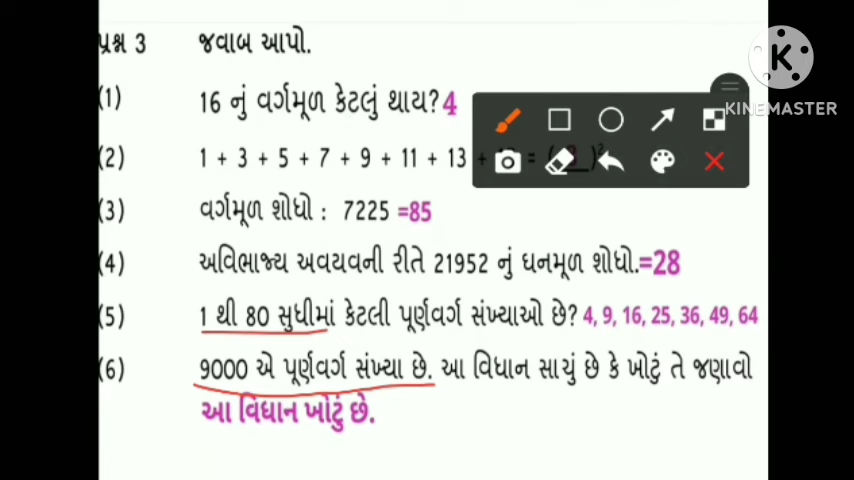 પ્રશ્ન 3 જવાબ આપો.
KINEMASTER
(1) 16 નું વર્ગમૂળ કેટલું થાય? 4
(2) 1 + 3 + 5 + 7 + 9 + 11 + 13 + = ( )²
(3) વર્ગમૂળ શોધો : 7225 =85
(4) અવિભાજ્ય અવયવની રીતે 21952 નું ઘનમૂળ શોધો.=28
(5) 1 થી 80 સુધીમાં કેટલી પૂર્ણવર્ગ સંખ્યાઓ છે? 4, 9, 16, 25, 36, 49, 64
(6) 9000 એ પૂર્ણવર્ગ સંખ્યા છે. આ વિધાન સાચું છે કે ખોટું તે જણાવો
આ વિધાન ખોટું છે.